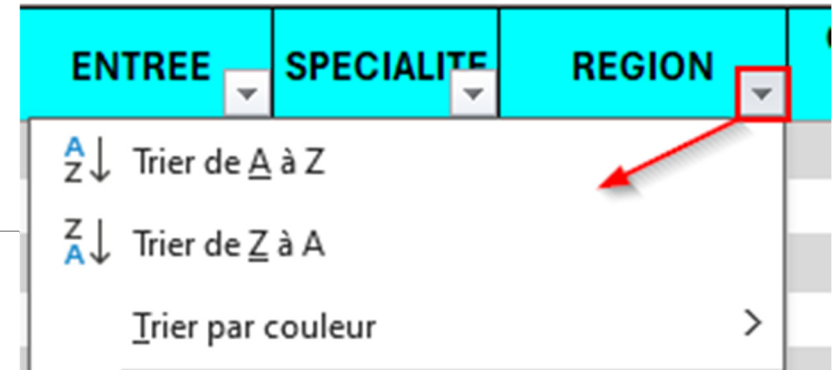 ENTREE SPECIALITE REGION
Trier de A à Z
Trier de Z à A
Trier par couleur